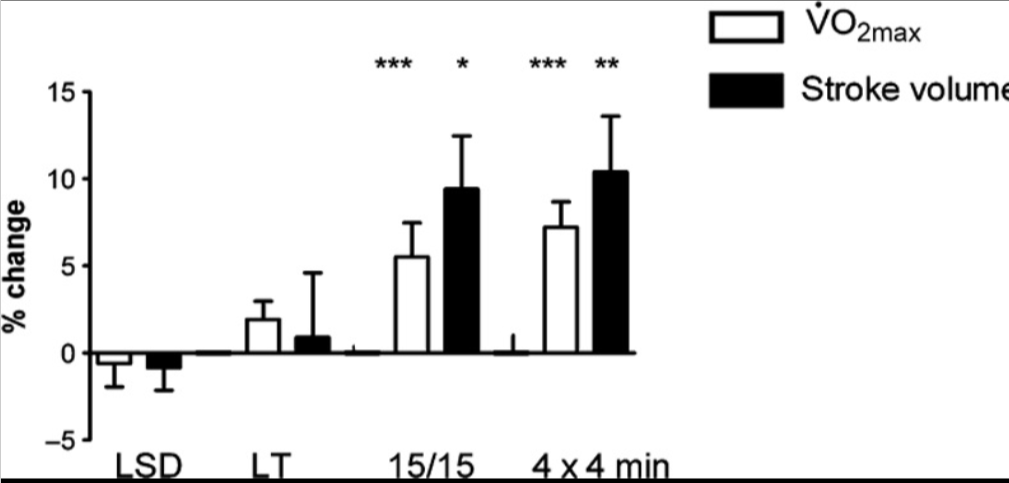 V̇O2max
Stroke volume
*** * *** **
15
10
5
0
–5
% change
LSD LT 15/15 4 x 4 min